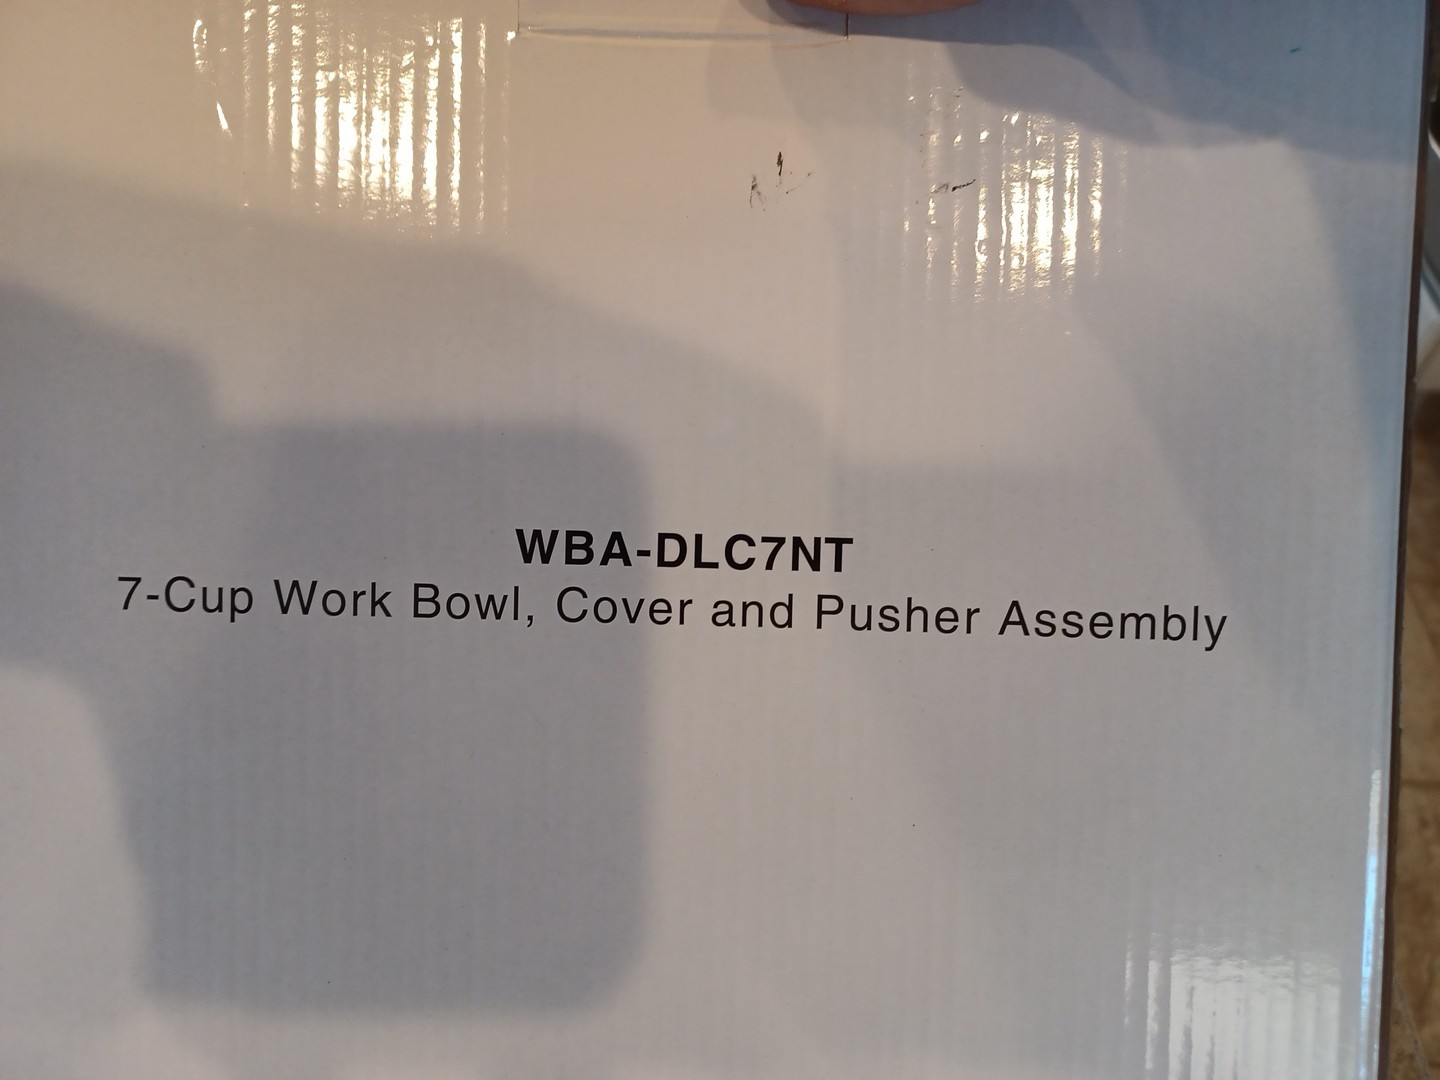 WBA-DLC7NT
7-Cup Work Bowl, Cover and Pusher Assembly